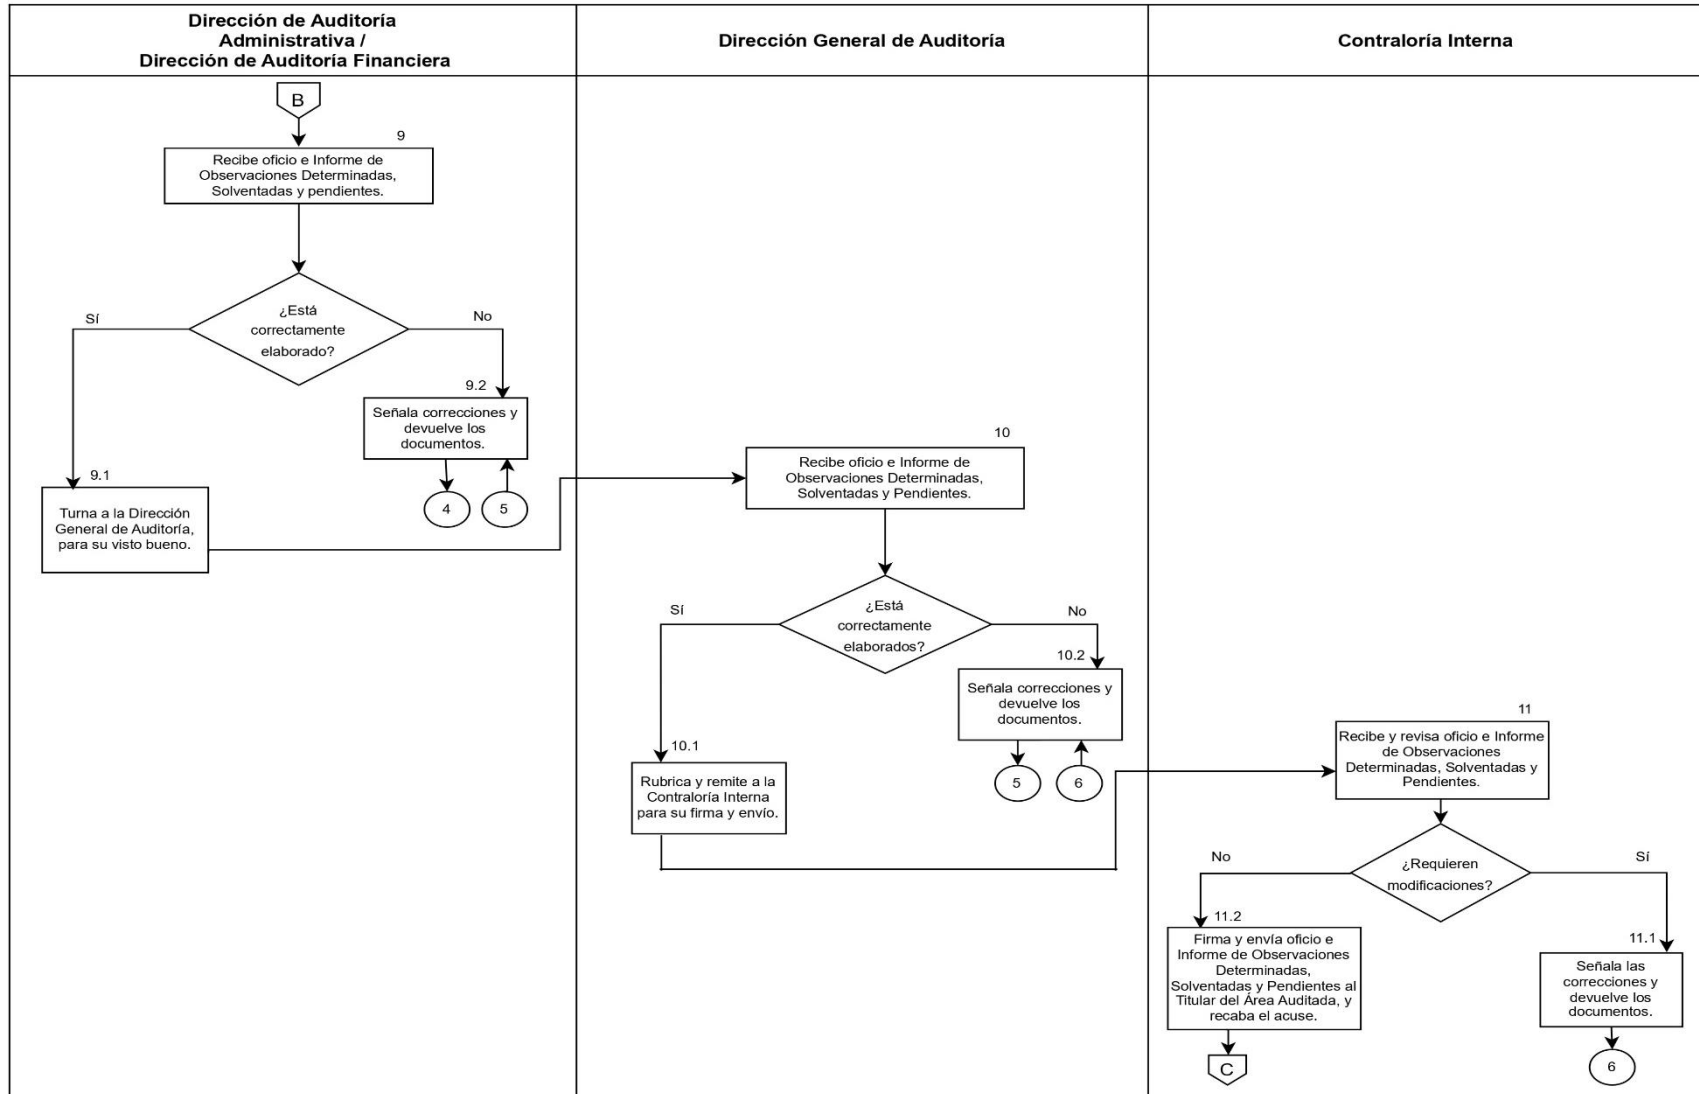 Dirección de Auditoría
Administrativa /
Dirección de Auditoría Financiera
Dirección General de Auditoría
Contraloría Interna
B
9
Recibe oficio e Informe de
Observaciones Determinadas,
Solventadas y pendientes.
¿Está
correctamente
elaborado?
Sí
No
9.2
Señala correcciones y
devuelve los
documentos.
4
5
9.1
Turna a la Dirección
General de Auditoría,
para su visto bueno.
10
Recibe oficio e Informe de
Observaciones Determinadas,
Solventadas y Pendientes.
¿Está
correctamente
elaborados?
Sí
No
10.2
Señala correcciones y
devuelve los
documentos.
5
6
10.1
Rubrica y remite a la
Contraloría Interna
para su firma y envío.
11
Recibe y revisa oficio e Informe
de Observaciones
Determinadas, Solventadas y
Pendientes.
¿Requieren
modificaciones?
No
Sí
11.2
Firma y envía oficio e
Informe de Observaciones
Determinadas,
Solventadas y Pendientes al
Titular del Área Auditada, y
recaba el acuse.
C
11.1
Señala las
correcciones y
devuelve los
documentos.
6